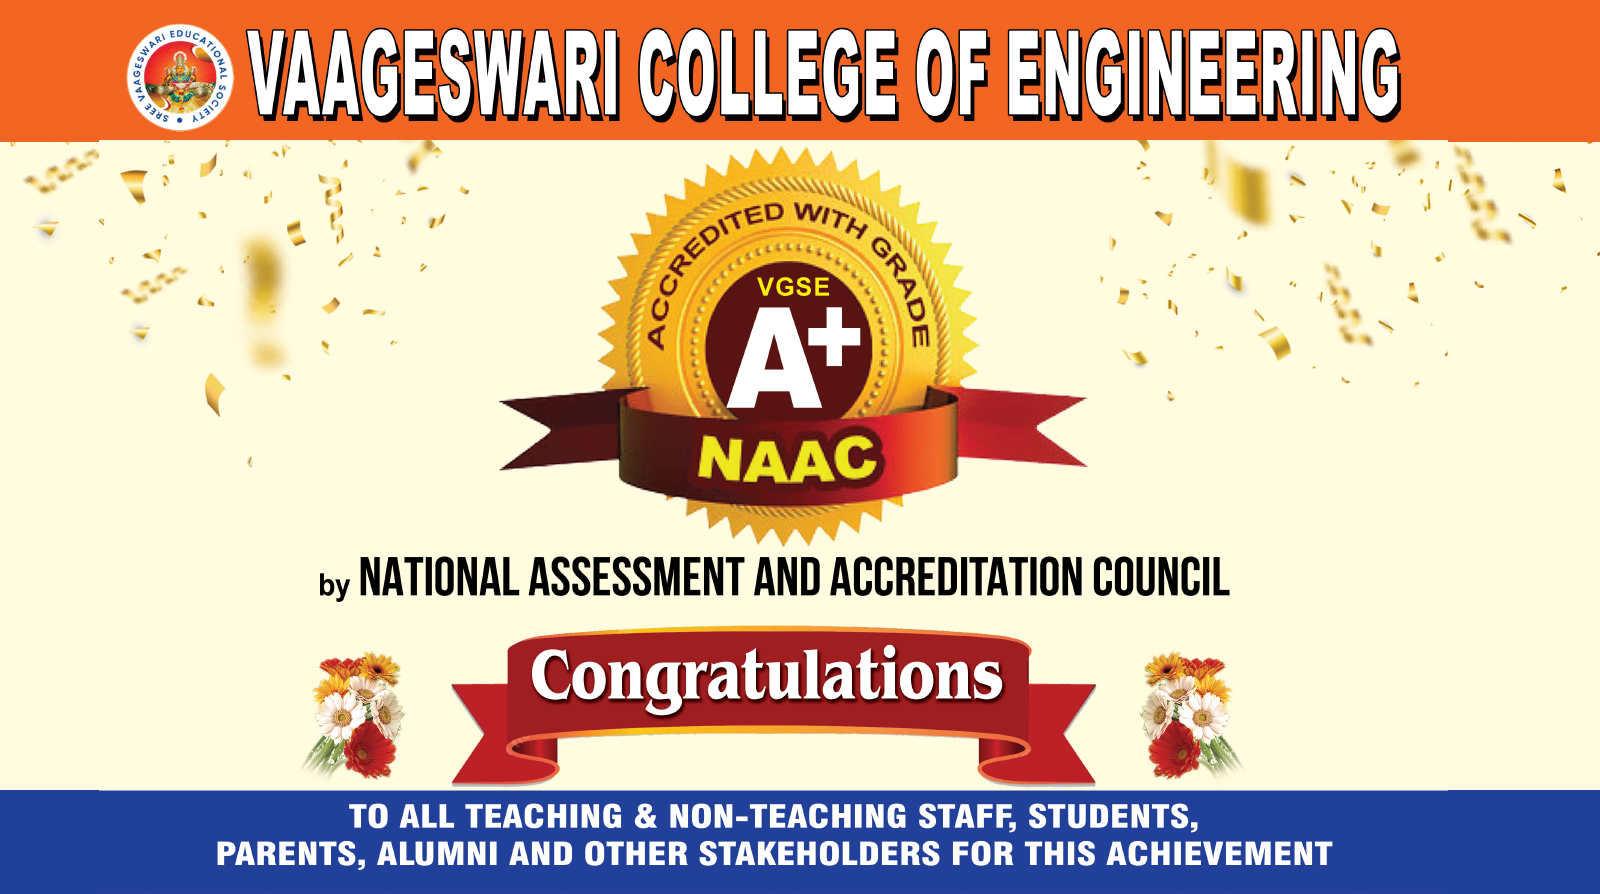 SREE VAAGESWARI EDUCATIONAL SOCIETY
VAAGESWARI COLLEGE OF ENGINEERING
ACCREDITED WITH GRADE
VGSE
A+
NAAC
by NATIONAL ASSESSMENT AND ACCREDITATION COUNCIL
Congratulations
TO ALL TEACHING & NON-TEACHING STAFF, STUDENTS,
PARENTS, ALUMNI AND OTHER STAKEHOLDERS FOR THIS ACHIEVEMENT